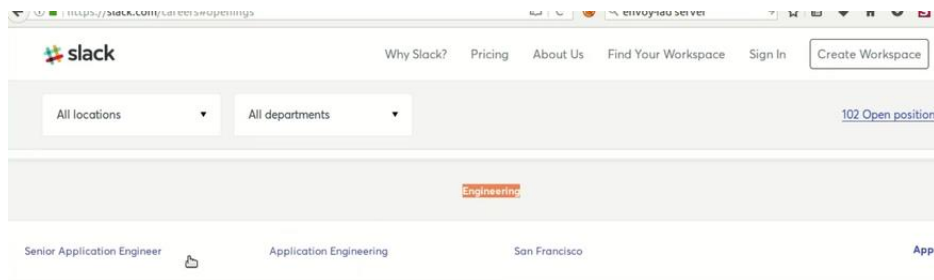 https://slack.com/careers#openings
envoy-lad server
slack Why Slack? Pricing About Us Find Your Workspace Sign In Create Workspace
All locations All departments 102 Open position
Engineering
Senior Application Engineer Application Engineering San Francisco App